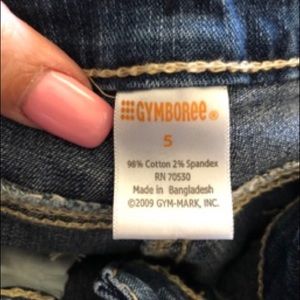 GYMBOREE®
5
98% Cotton 2% Spandex
RN 70530
Made in Bangladesh
©2009 GYM-MARK, INC.